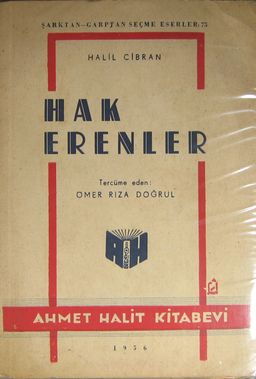 ŞARKTAN—GARPTAN SEÇME ESERLER: 75
HALİL CİBRAN
HAK
ERENLER
Tercüme eden:
ÖMER RIZA DOĞRUL
AHMET HALİT KİTABEVİ
1956